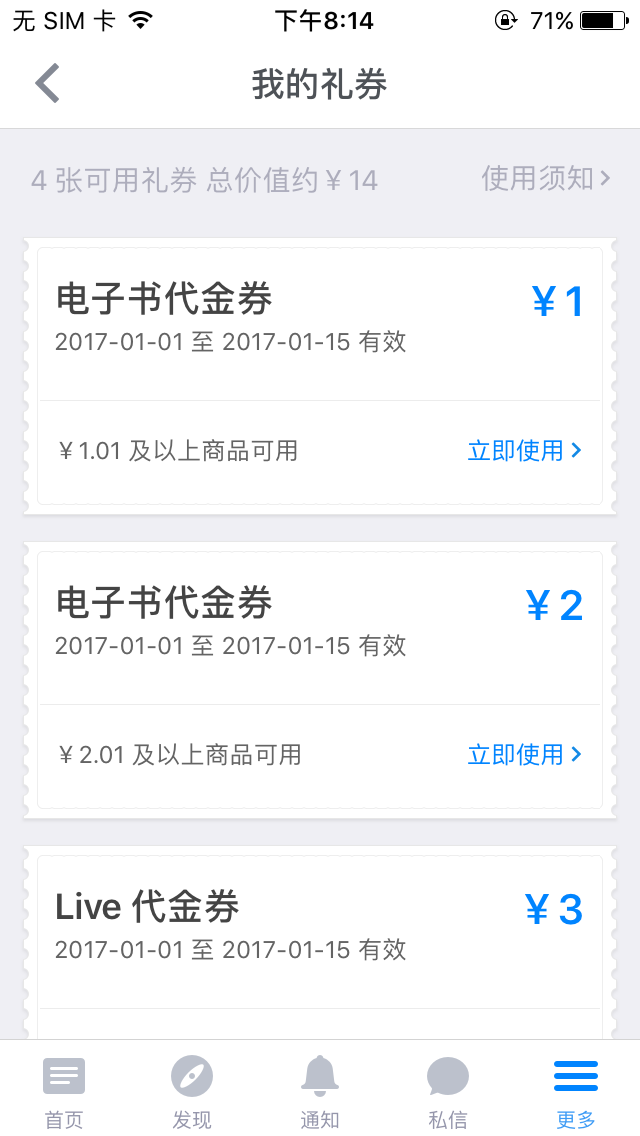 无 SIM 卡 下午8:14 71%
我的礼券
4 张可用礼券 总价值约 ¥ 14 使用须知
电子书代金券 ¥ 1
2017-01-01 至 2017-01-15 有效
¥ 1.01 及以上商品可用 立即使用
电子书代金券 ¥ 2
2017-01-01 至 2017-01-15 有效
¥ 2.01 及以上商品可用 立即使用
Live 代金券 ¥ 3
2017-01-01 至 2017-01-15 有效
首页 发现 通知 私信 更多